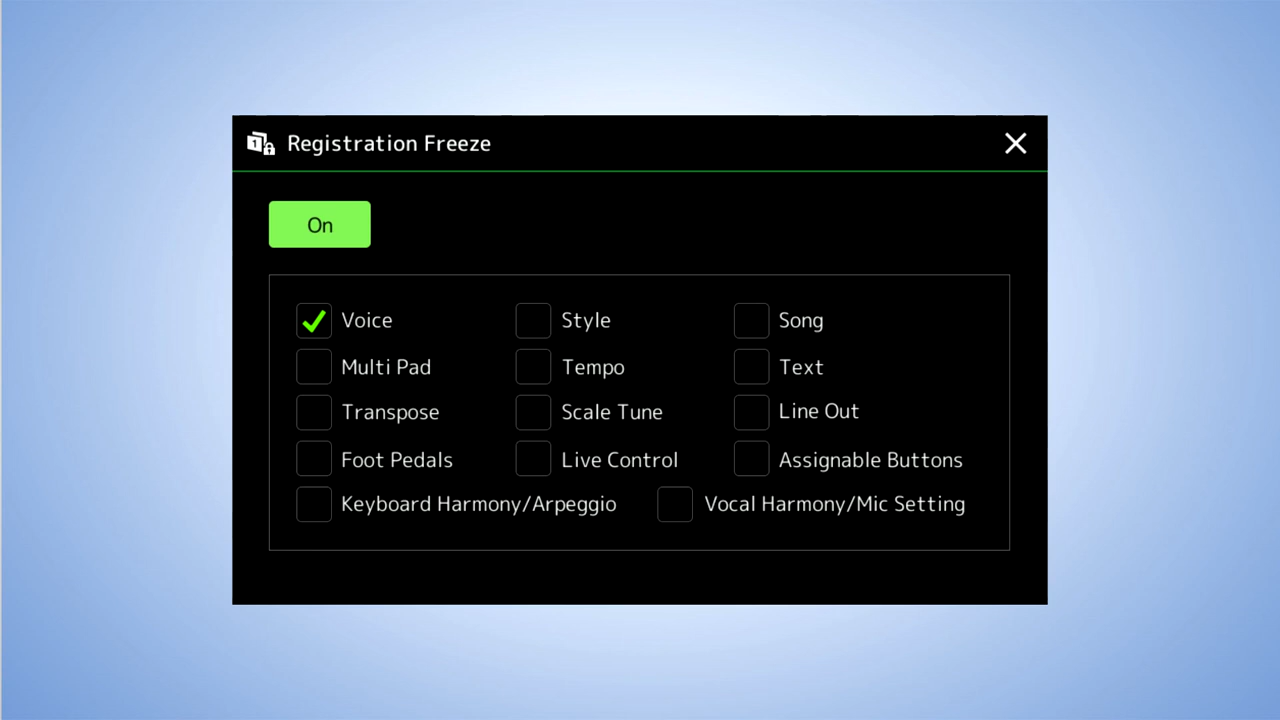 1 Registration Freeze
On
Voice Style Song
Multi Pad Tempo Text
Transpose Scale Tune Line Out
Foot Pedals Live Control Assignable Buttons
Keyboard Harmony/Arpeggio Vocal Harmony/Mic Setting